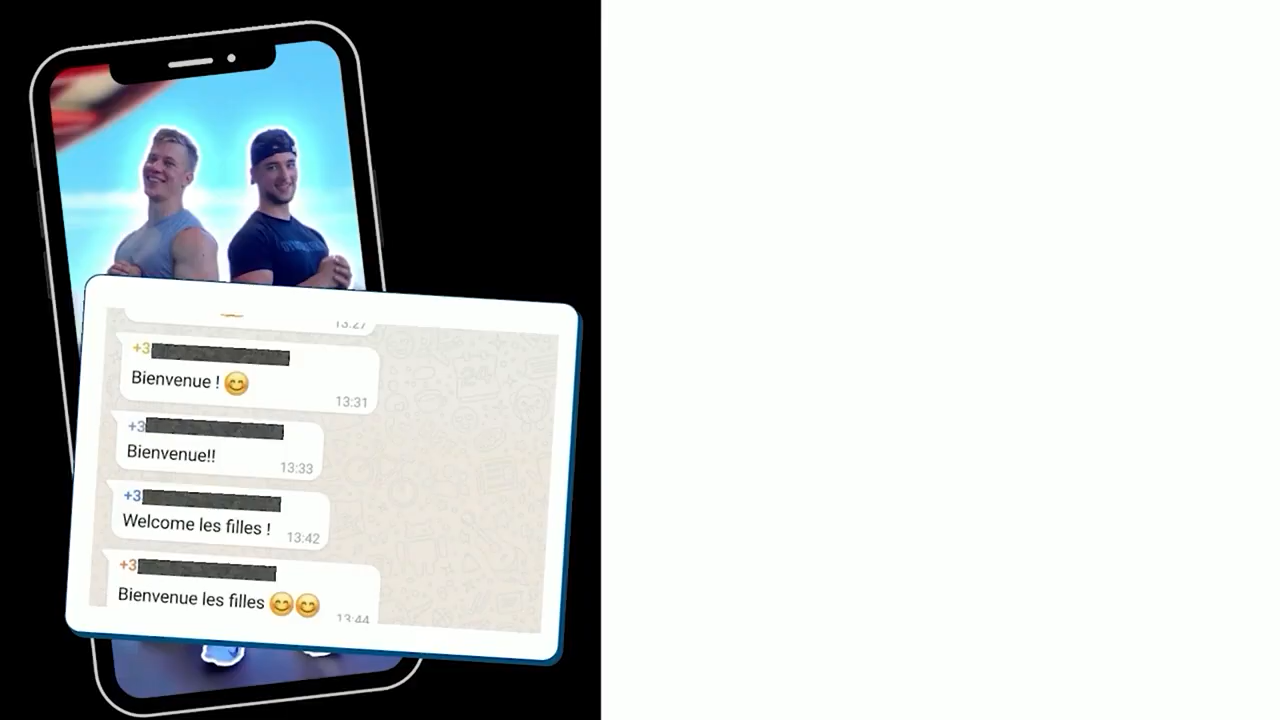 13:27
+3
Bienvenue ! 😊
13:31
+3
Bienvenue!!
13:33
+3
Welcome les filles !
13:42
+3
Bienvenue les filles 😊😊
13:44